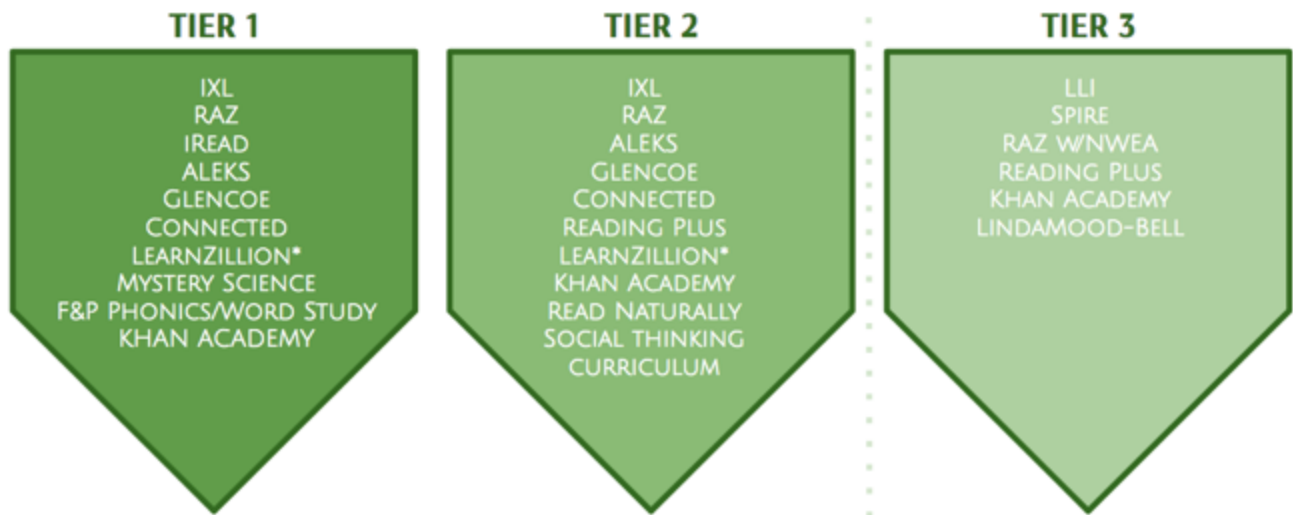 TIER 1
IXL
RAZ
iREAD
ALEKS
GLENCOE
CONNECTED
LEARNZILLION*
MYSTERY SCIENCE
F&P PHONICS/WORD STUDY
KHAN ACADEMY
TIER 2
IXL
RAZ
ALEKS
GLENCOE
CONNECTED
READING PLUS
LEARNZILLION*
KHAN ACADEMY
READ NATURALLY
SOCIAL THINKING
CURRICULUM
TIER 3
LLI
SPIRE
RAZ W/NWEA
READING PLUS
KHAN ACADEMY
LINDAMOOD-BELL